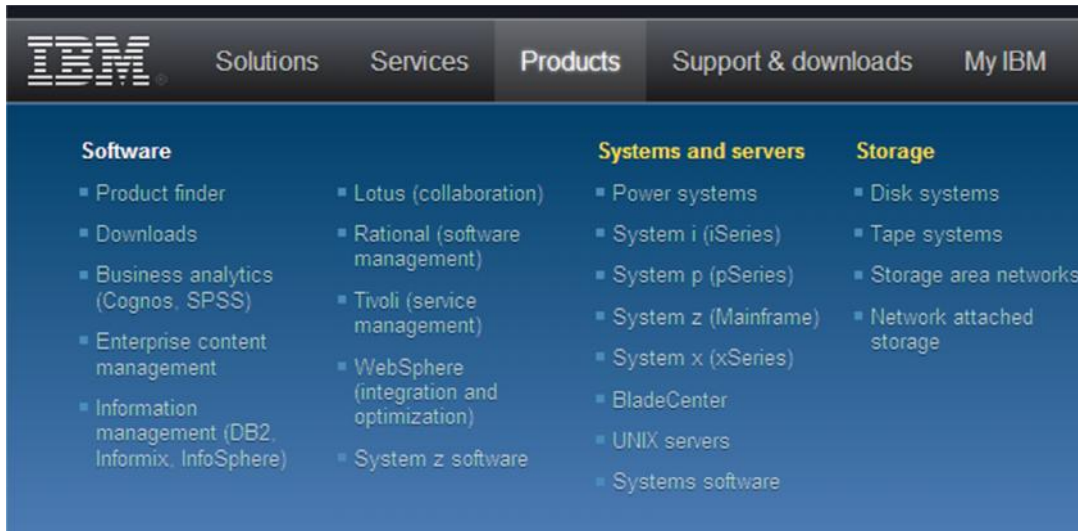 IBM®
Solutions
Services
Products
Support & downloads
My IBM
Software
Product finder
Downloads
Business analytics
(Cognos, SPSS)
Enterprise content
management
Information
management (DB2,
Informix, InfoSphere)
Lotus (collaboration)
Rational (software
management)
Tivoli (service
management)
WebSphere
(integration and
optimization)
System z software
Systems and servers
Power systems
System i (iSeries)
System p (pSeries)
System z (Mainframe)
System x (xSeries)
BladeCenter
UNIX servers
Systems software
Storage
Disk systems
Tape systems
Storage area networks
Network attached
storage